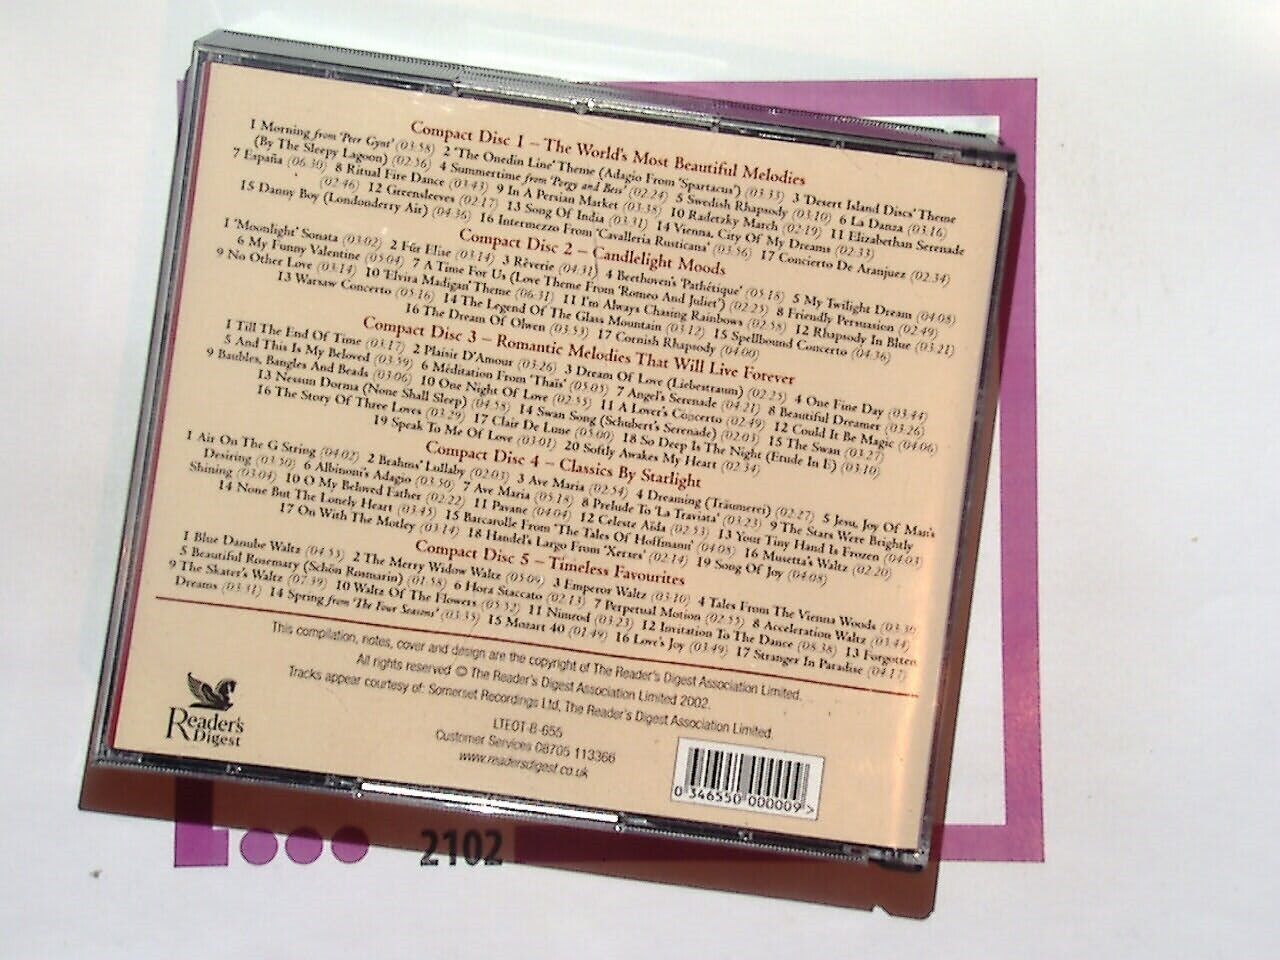 Compact Disc 1 – The World's Most Beautiful Melodies
1 Morning from 'Peer Gynt' (03:58) 2 'The Onedin Line' Theme (Adagio From 'Spartacus') (03:33) 3 'Desert Island Discs' Theme
(By The Sleepy Lagoon) (02:56) 4 Summertime from 'Porgy and Bess' (02:24) 5 Swedish Rhapsody (03:10) 6 La Danza (03:16)
7 España (06:30) 8 Ritual Fire Dance (03:43) 9 In A Persian Market (03:38) 10 Radetzky March (02:19) 11 Elizabethan Serenade
(02:46) 12 Greensleeves (02:17) 13 Song Of India (03:31) 14 Vienna, City Of My Dreams (02:33)
15 Danny Boy (Londonderry Air) (04:36) 16 Intermezzo From 'Cavalleria Rusticana' (03:56) 17 Concierto De Aranjuez (02:34)
Compact Disc 2 – Candlelight Moods
1 'Moonlight' Sonata (03:02) 2 Für Elise (03:14) 3 Rêverie (04:31) 4 Beethoven's 'Pathétique' (05:18) 5 My Twilight Dream (04:08)
6 My Funny Valentine (05:04) 7 A Time For Us (Love Theme From 'Romeo And Juliet') (02:25) 8 Friendly Persuasion (02:49)
9 No Other Love (03:14) 10 'Elvira Madigan' Theme (06:31) 11 I'm Always Chasing Rainbows (02:58) 12 Rhapsody In Blue (03:21)
13 Warsaw Concerto (05:16) 14 The Legend Of The Glass Mountain (03:12) 15 Spellbound Concerto (04:36)
16 The Dream Of Olwen (03:53) 17 Cornish Rhapsody (04:00)
Compact Disc 3 – Romantic Melodies That Will Live Forever
1 Till The End Of Time (03:17) 2 Plaisir D'Amour (03:26) 3 Dream Of Love (Liebestraum) (02:25) 4 One Fine Day (03:44)
5 And This Is My Beloved (03:59) 6 Méditation From 'Thaïs' (05:05) 7 Angel's Serenade (04:21) 8 Beautiful Dreamer (03:26)
9 Baubles, Bangles And Beads (03:06) 10 One Night Of Love (02:55) 11 A Lover's Concerto (02:49) 12 Could It Be Magic (04:06)
13 Nessun Dorma (None Shall Sleep) (04:58) 14 Swan Song (Schubert's Serenade) (02:03) 15 The Swan (03:27)
16 The Story Of Three Loves (03:29) 17 Clair De Lune (05:00) 18 So Deep Is The Night (Etude In E) (03:10)
19 Speak To Me Of Love (03:01) 20 Softly Awakes My Heart (02:34)
Compact Disc 4 – Classics By Starlight
1 Air On The G String (04:02) 2 Brahms' Lullaby (02:03) 3 Ave Maria (02:54) 4 Dreaming (Träumerei) (02:27) 5 Jesu, Joy Of Man's
Desiring (03:50) 6 Albinoni's Adagio (03:50) 7 Ave Maria (05:18) 8 Prelude To 'La Traviata' (03:23) 9 The Stars Were Brightly
Shining (03:04) 10 O My Beloved Father (02:22) 11 Pavane (04:04) 12 Celeste Aïda (02:53) 13 Your Tiny Hand Is Frozen (04:03)
14 None But The Lonely Heart (03:45) 15 Barcarolle From 'The Tales Of Hoffmann' (04:08) 16 Musetta's Waltz (02:20)
17 On With The Motley (03:14) 18 Handel's Largo From 'Xerxes' (02:14) 19 Song Of Joy (04:08)
Compact Disc 5 – Timeless Favourites
1 Blue Danube Waltz (04:55) 2 The Merry Widow Waltz (05:09) 3 Emperor Waltz (03:10) 4 Tales From The Vienna Woods (03:30)
5 Beautiful Rosemary (Schön Rosmarin) (01:58) 6 Hora Staccato (02:13) 7 Perpetual Motion (02:55) 8 Acceleration Waltz (03:44)
9 The Skater's Waltz (07:39) 10 Waltz Of The Flowers (05:52) 11 Nimrod (03:23) 12 Invitation To The Dance (08:38) 13 Forgotten
Dreams (03:31) 14 Spring from 'The Four Seasons' (03:35) 15 Mozart 40 (01:49) 16 Love's Joy (03:49) 17 Stranger In Paradise (04:17)
This compilation, notes, cover and design are the copyright of The Reader's Digest Association Limited.
All rights reserved © The Reader's Digest Association Limited 2002.
Tracks appear courtesy of: Somerset Recordings Ltd, The Reader's Digest Association Limited.
LTEOT-B-655
Customer Services 08705 113366
www.readersdigest.co.uk
Reader's
Digest
0 346550 000009 >
2102